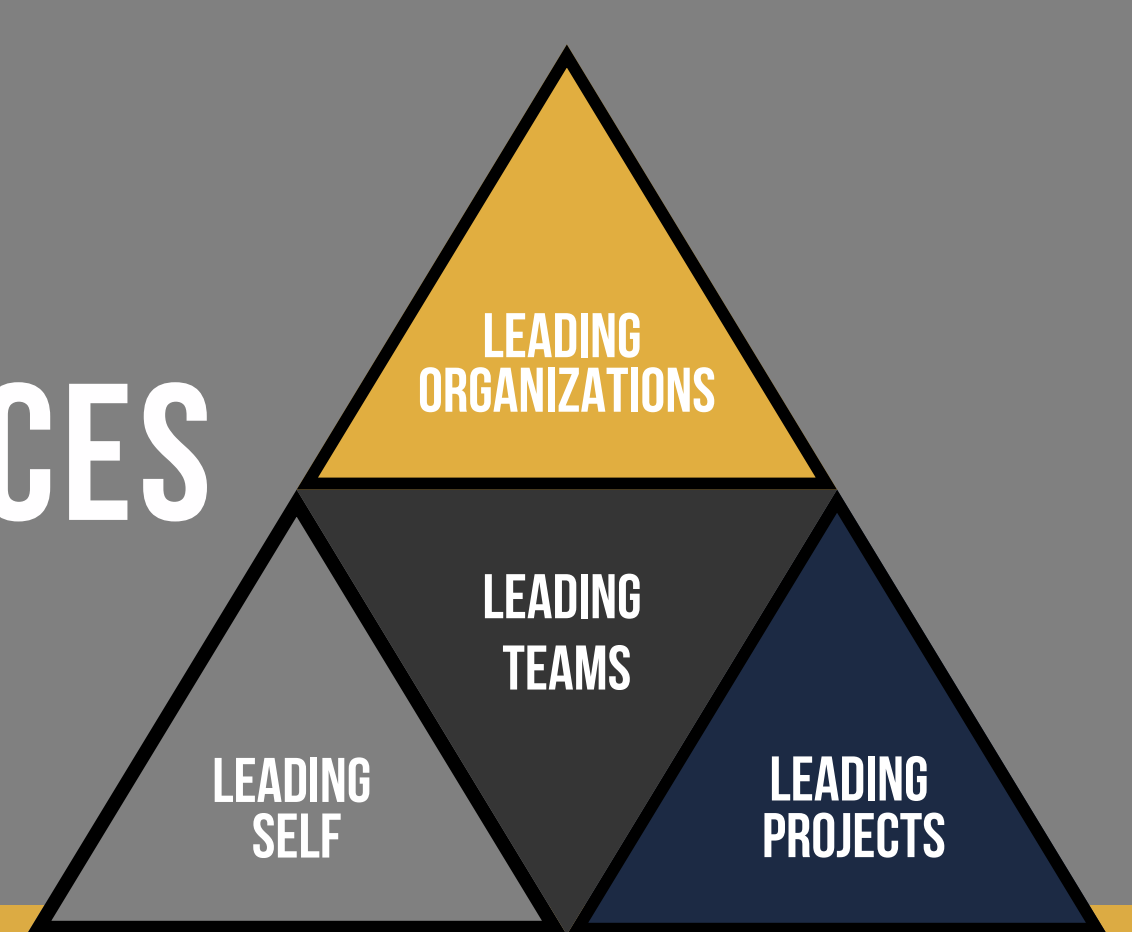 LEADING
ORGANIZATIONS
CES
LEADING
TEAMS
LEADING
SELF
LEADING
PROJECTS